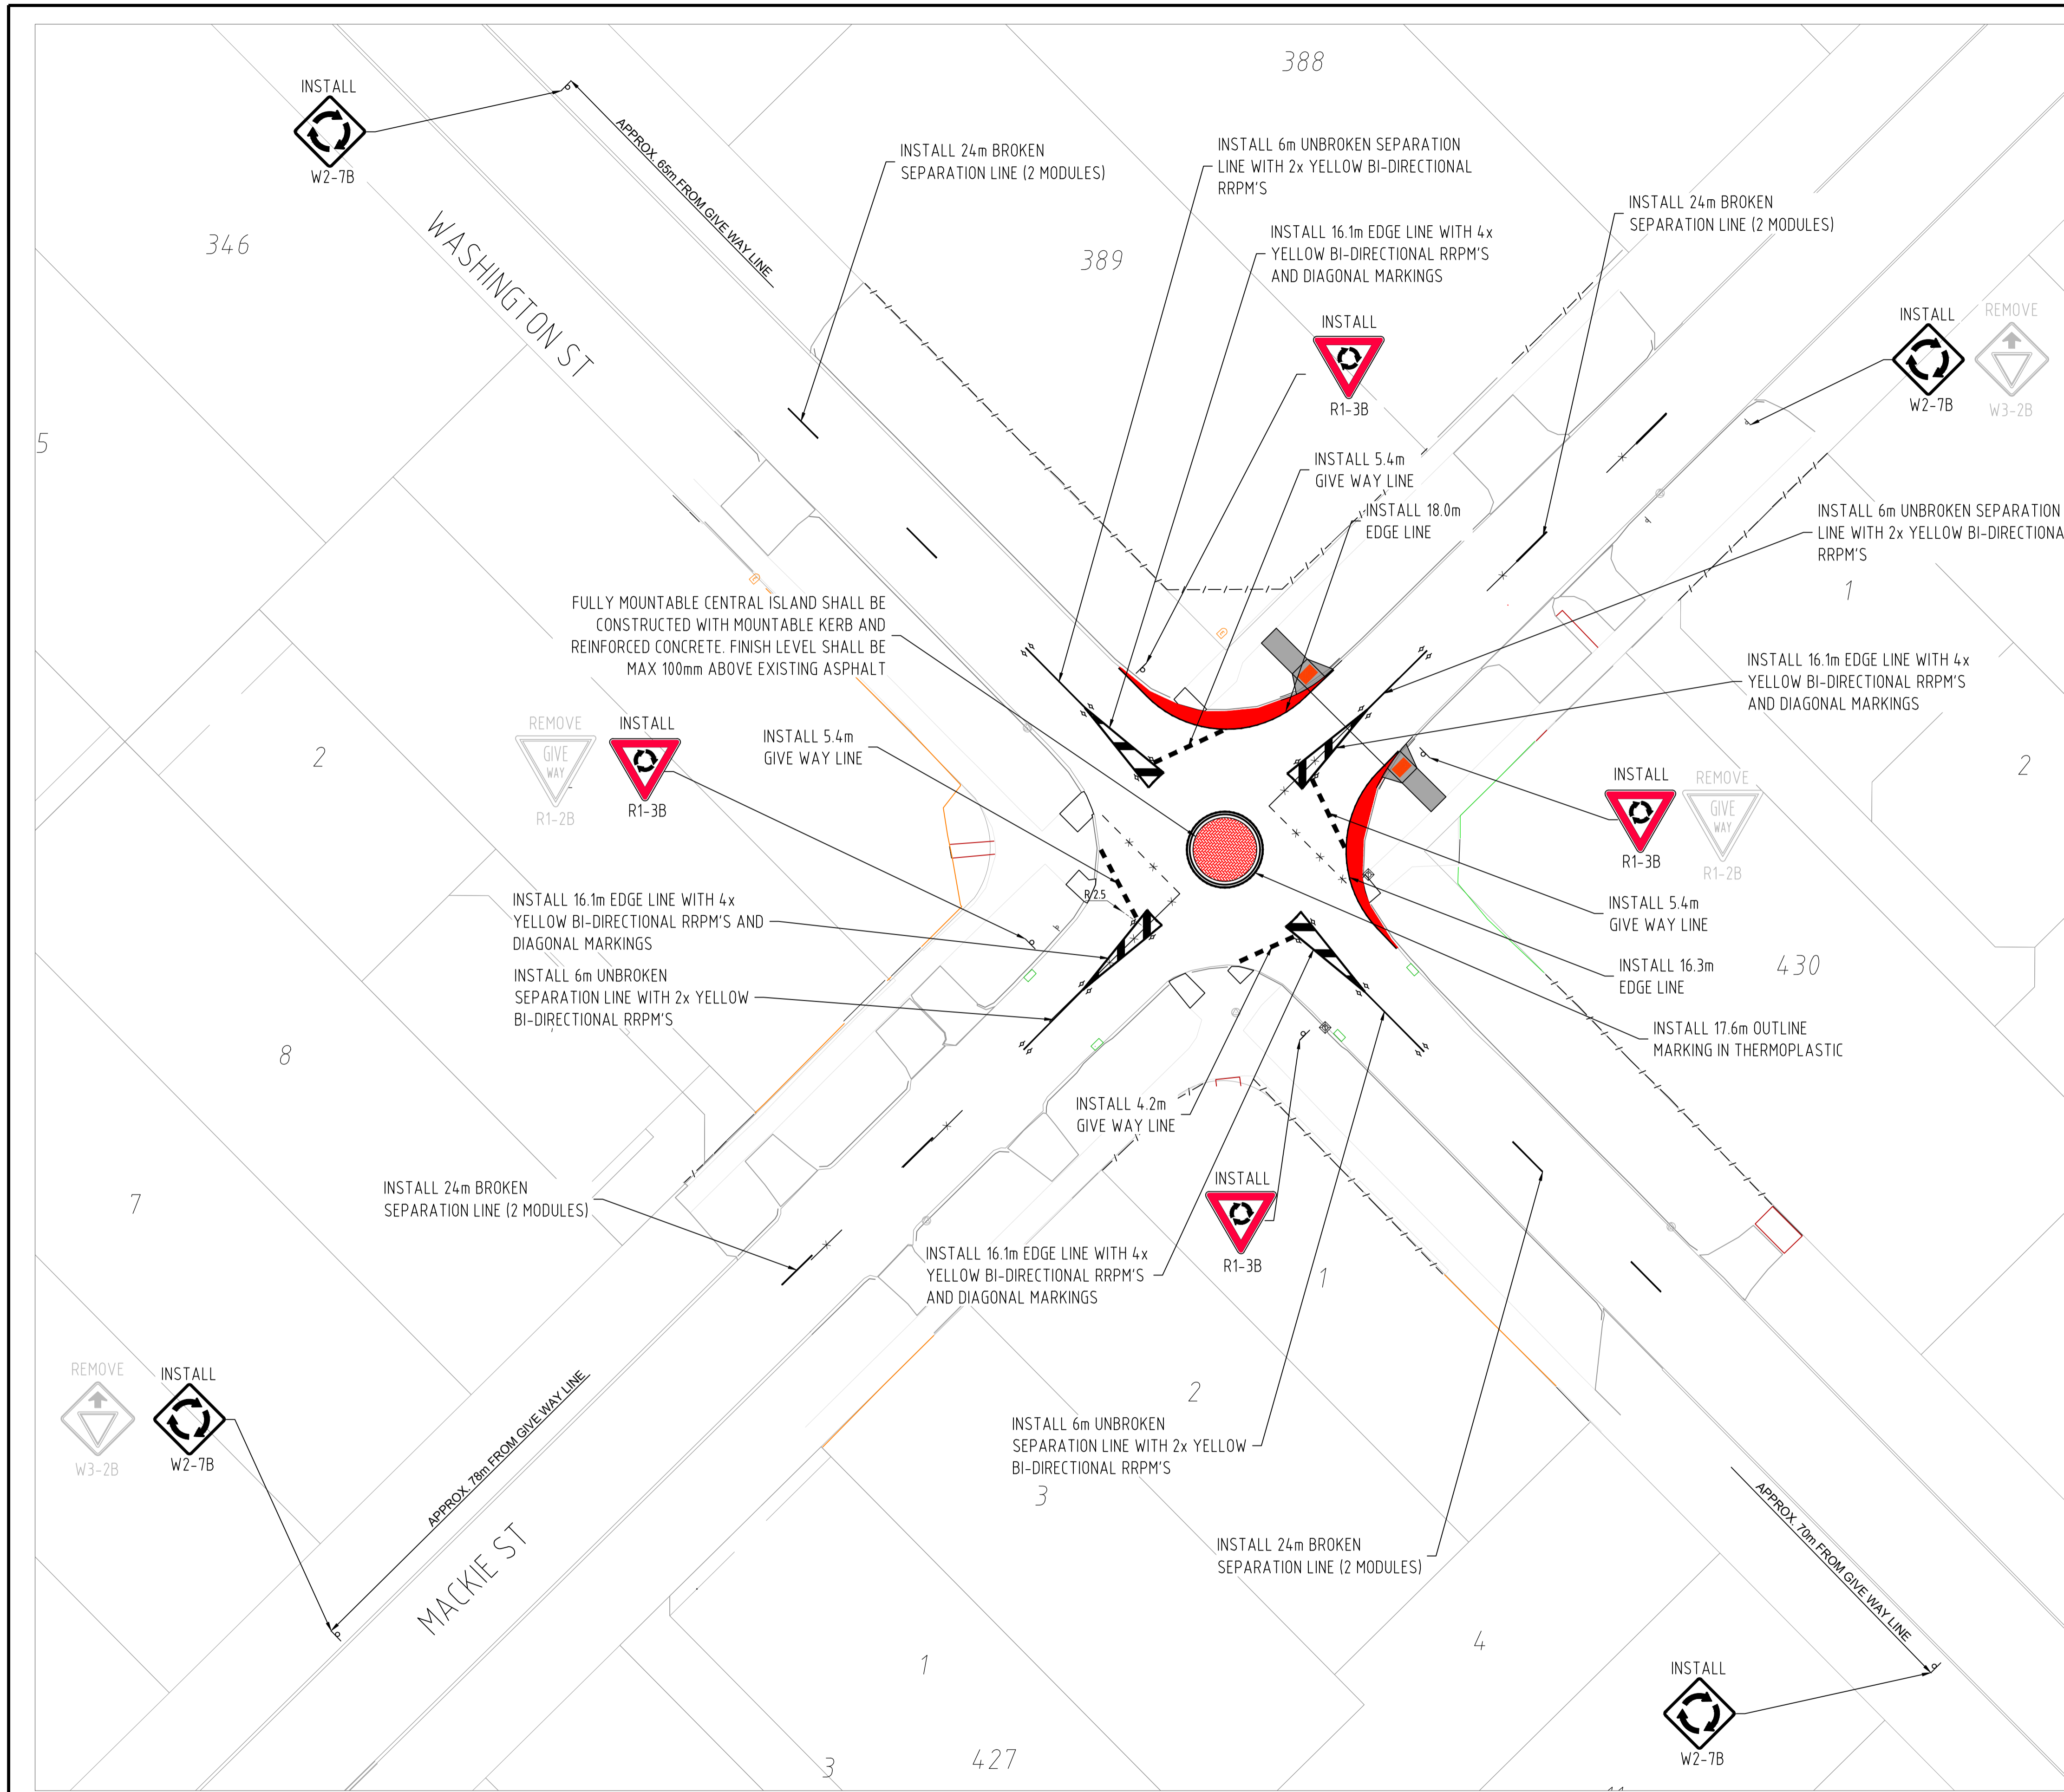 388
INSTALL
W2-7B
APPROX. 65m FROM GIVE WAY LINE
INSTALL 24m BROKEN
SEPARATION LINE (2 MODULES)
INSTALL 6m UNBROKEN SEPARATION
LINE WITH 2x YELLOW BI-DIRECTIONAL
RRPM'S
INSTALL 24m BROKEN
SEPARATION LINE (2 MODULES)
346
WASHINGTON ST
389
INSTALL 16.1m EDGE LINE WITH 4x
YELLOW BI-DIRECTIONAL RRPM'S
AND DIAGONAL MARKINGS
INSTALL
R1-3B
INSTALL
W2-7B
REMOVE
W3-2B
5
INSTALL 5.4m
GIVE WAY LINE
INSTALL 18.0m
EDGE LINE
INSTALL 6m UNBROKEN SEPARATION
LINE WITH 2x YELLOW BI-DIRECTIONA
RRPM'S
1
FULLY MOUNTABLE CENTRAL ISLAND SHALL BE
CONSTRUCTED WITH MOUNTABLE KERB AND
REINFORCED CONCRETE. FINISH LEVEL SHALL BE
MAX 100mm ABOVE EXISTING ASPHALT
INSTALL 16.1m EDGE LINE WITH 4x
YELLOW BI-DIRECTIONAL RRPM'S
AND DIAGONAL MARKINGS
2
REMOVE
GIVE
WAY
R1-2B
INSTALL
R1-3B
INSTALL 5.4m
GIVE WAY LINE
INSTALL
R1-3B
REMOVE
GIVE
WAY
R1-2B
2
R 2.5
INSTALL 16.1m EDGE LINE WITH 4x
YELLOW BI-DIRECTIONAL RRPM'S AND
DIAGONAL MARKINGS
INSTALL 5.4m
GIVE WAY LINE
INSTALL 6m UNBROKEN
SEPARATION LINE WITH 2x YELLOW
BI-DIRECTIONAL RRPM'S
INSTALL 16.3m
EDGE LINE
430
8
INSTALL 17.6m OUTLINE
MARKING IN THERMOPLASTIC
INSTALL 4.2m
GIVE WAY LINE
7
INSTALL 24m BROKEN
SEPARATION LINE (2 MODULES)
INSTALL
R1-3B
INSTALL 16.1m EDGE LINE WITH 4x
YELLOW BI-DIRECTIONAL RRPM'S
AND DIAGONAL MARKINGS
1
REMOVE
W3-2B
INSTALL
W2-7B
APPROX. 78m FROM GIVE WAY LINE
MACKIE ST
2
INSTALL 6m UNBROKEN
SEPARATION LINE WITH 2x YELLOW
BI-DIRECTIONAL RRPM'S
3
INSTALL 24m BROKEN
SEPARATION LINE (2 MODULES)
APPROX. 70m FROM GIVE WAY LINE
4
1
INSTALL
W2-7B
3
427